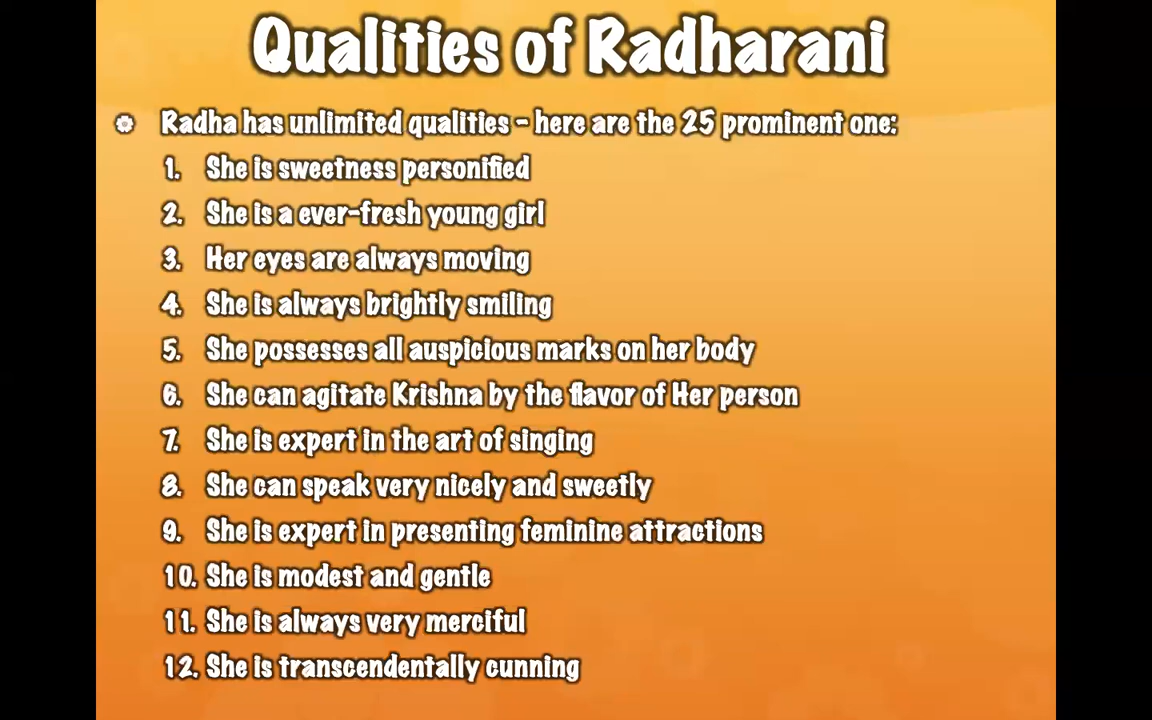 Qualities of Radharani
Radha has unlimited qualities - here are the 25 prominent one:
1. She is sweetness personified
2. She is a ever-fresh young girl
3. Her eyes are always moving
4. She is always brightly smiling
5. She possesses all auspicious marks on her body
6. She can agitate Krishna by the flavor of Her person
7. She is expert in the art of singing
8. She can speak very nicely and sweetly
9. She is expert in presenting feminine attractions
10. She is modest and gentle
11. She is always very merciful
12. She is transcendentally cunning